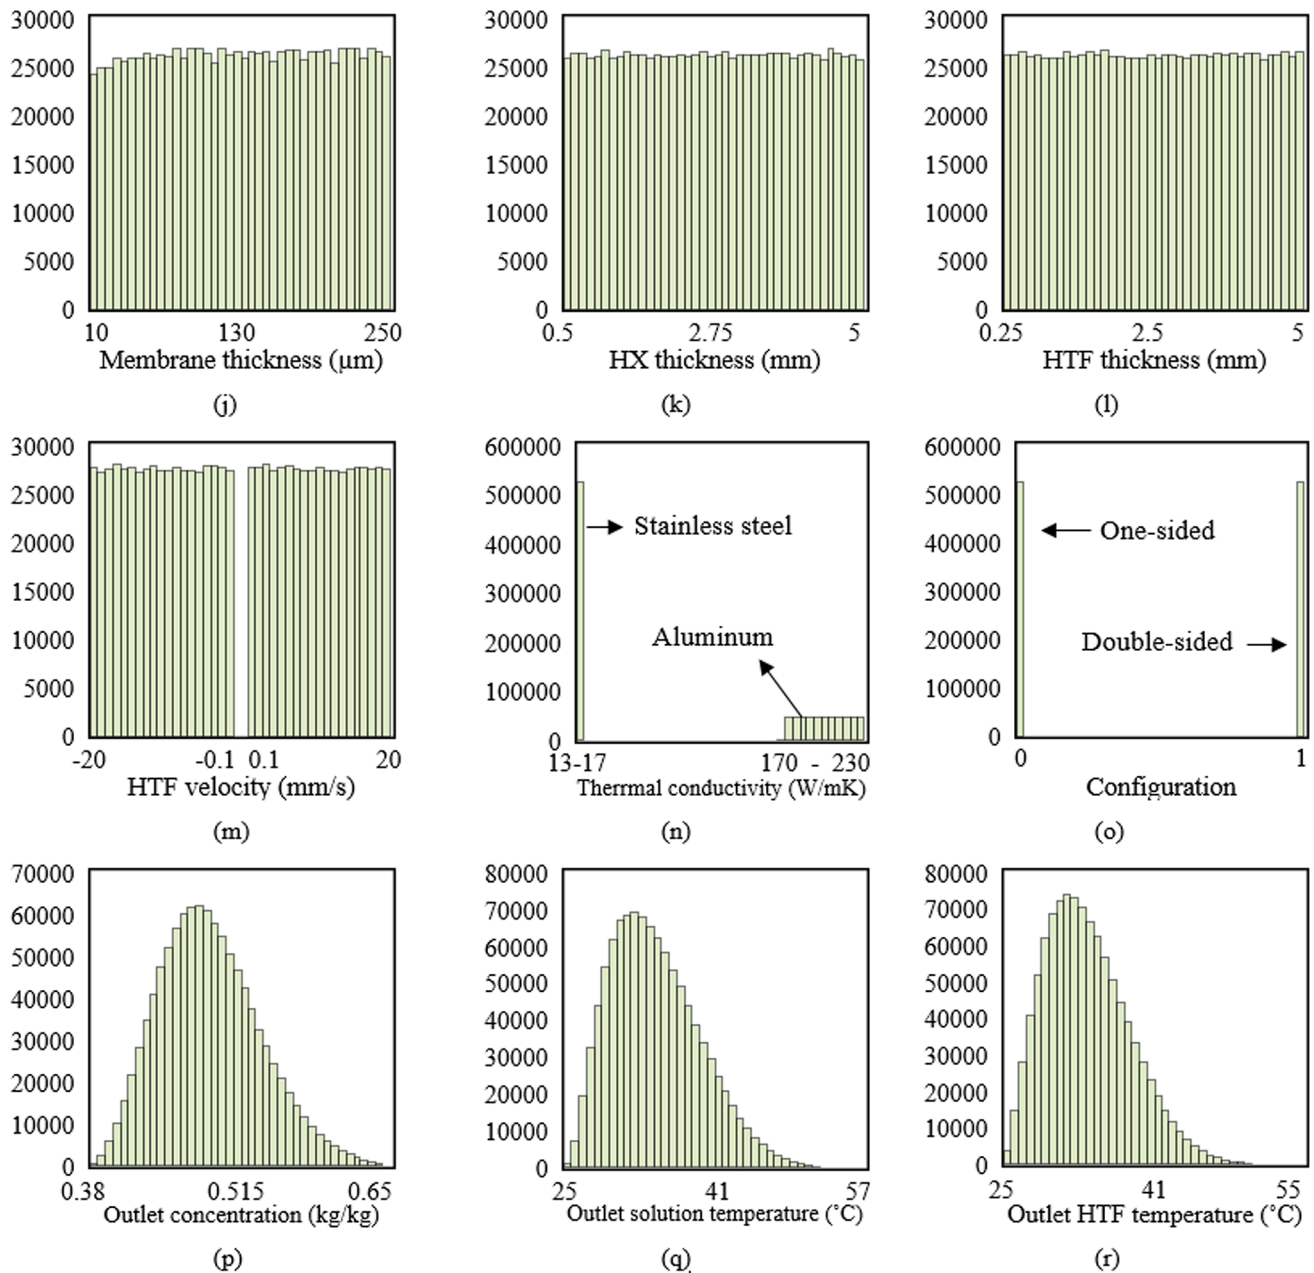 30000
25000
20000
15000
10000
5000
0
10 130 250
Membrane thickness (µm)
(j)
30000
25000
20000
15000
10000
5000
0
0.5 2.75 5
HX thickness (mm)
(k)
30000
25000
20000
15000
10000
5000
0
0.25 2.5 5
HTF thickness (mm)
(l)
30000
25000
20000
15000
10000
5000
0
-20 -0.1 0.1 20
HTF velocity (mm/s)
(m)
600000
500000
400000
300000
200000
100000
0
Stainless steel
Aluminum
13-17 170 - 230
Therrmal conductivity (W/mK)
(n)
600000
500000
400000
300000
200000
100000
0
One-sided
Double-sided
0 1
Configuration
(o)
70000
60000
50000
40000
30000
20000
10000
0
0.38 0.515 0.65
Outlet concentration (kg/kg)
(p)
80000
70000
60000
50000
40000
30000
20000
10000
0
25 41 57
Outlet solution temperature (°C)
(q)
80000
70000
60000
50000
40000
30000
20000
10000
0
25 41 55
Outlet HTF temperature (°C)
(r)